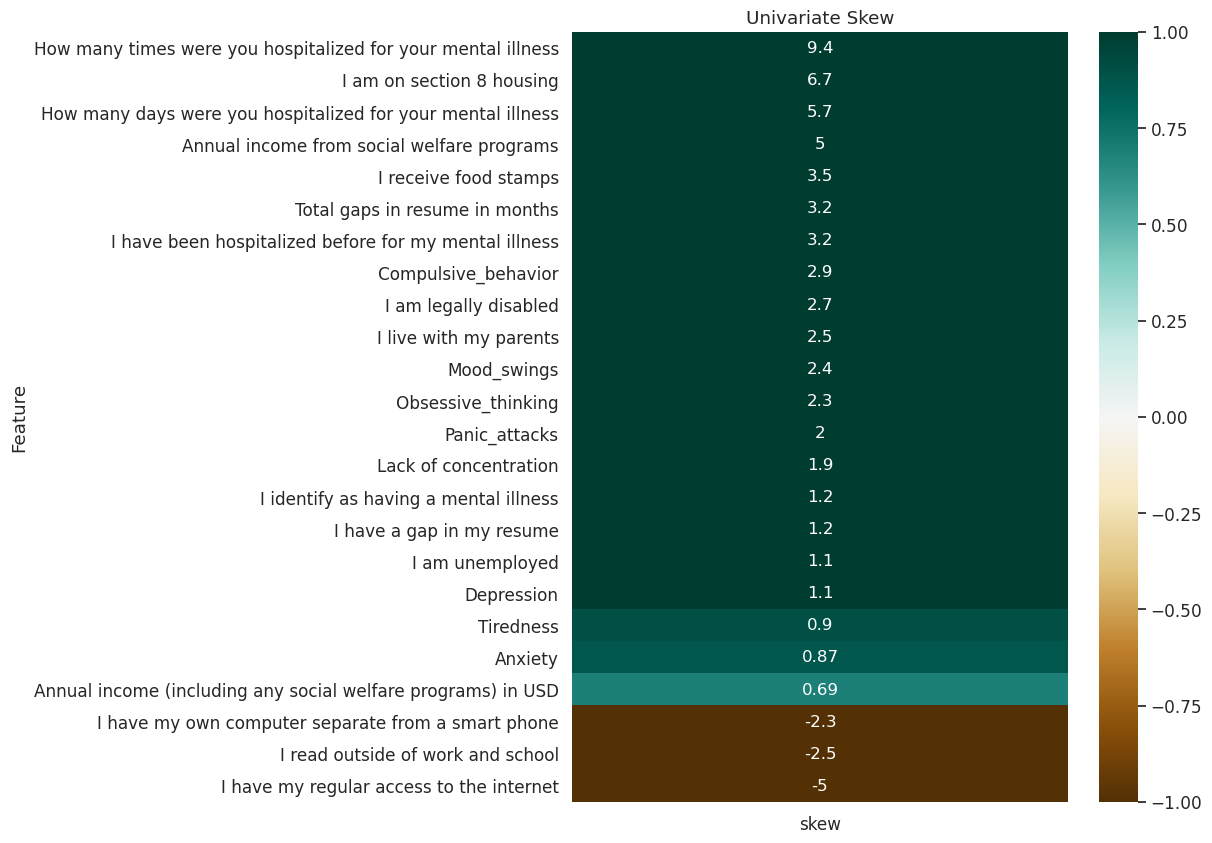 Univariate Skew
How many times were you hospitalized for your mental illness 9.4
I am on section 8 housing 6.7
How many days were you hospitalized for your mental illness 5.7
Annual income from social welfare programs 5
I receive food stamps 3.5
Total gaps in resume in months 3.2
I have been hospitalized before for my mental illness 3.2
Compulsive_behavior 2.9
I am legally disabled 2.7
I live with my parents 2.5
Mood_swings 2.4
Obsessive_thinking 2.3
Panic_attacks 2
Lack of concentration 1.9
I identify as having a mental illness 1.2
I have a gap in my resume 1.2
I am unemployed 1.1
Depression 1.1
Tiredness 0.9
Anxiety 0.87
Annual income (including any social welfare programs) in USD 0.69
I have my own computer separate from a smart phone -2.3
I read outside of work and school -2.5
I have my regular access to the internet -5
skew
Feature
1.00
0.75
0.50
0.25
0.00
−0.25
−0.50
−0.75
−1.00